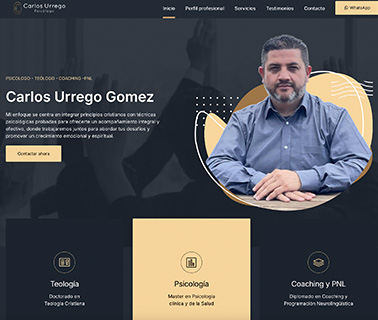 Carlos Urrego
Psicólogo
Inicio
Perfil profesional
Servicios
Testimonios
Contacto
WhatsApp
PSICOLOGO - TEÓLOGO - COACHING -PNL
Carlos Urrego Gomez
Mi enfoque se centra en integrar principios cristianos con técnicas
psicológicas probadas para ofrecerte un acompañamiento integral y
efectivo, donde trabajaremos juntos para abordar tus desafíos y
promover un crecimiento emocional y espiritual.
Contactar ahora
Teología
Doctorado en
Teología Cristiana
Psicología
Master en Psicología
clínica y de la Salud
Coaching y PNL
Diplomado en Coaching y
Programación Neurolingüística